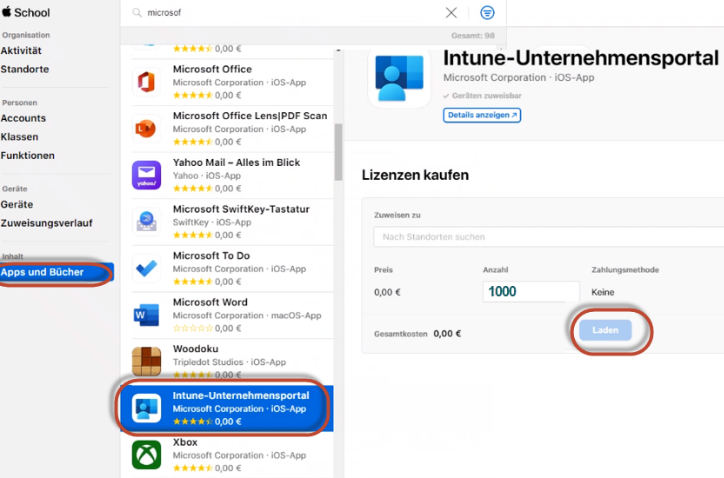 School
Organisation
Aktivität
Standorte
Personen
Accounts
Klassen
Funktionen
Geräte
Geräte
Zuweisungsverlauf
Inhalt
Apps und Bücher
microsof
Gesamt: 98
0,00 €
Microsoft Office
Microsoft Corporation · iOS-App
0,00 €
Microsoft Office Lens|PDF Scan
Microsoft Corporation · iOS-App
0,00 €
yahoo!
Yahoo Mail – Alles im Blick
Yahoo · iOS-App
0,00 €
Microsoft SwiftKey-Tastatur
SwiftKey · iOS-App
0,00 €
Microsoft To Do
Microsoft Corporation · iOS-App
0,00 €
W
Microsoft Word
Microsoft Corporation · macOS-App
0,00 €
Woodoku
Tripledot Studios · iOS-App
0,00 €
Intune-Unternehmensportal
Microsoft Corporation · iOS-App
0,00 €
Xbox
Microsoft Corporation · iOS-App
0,00 €
Intune-Unternehmensportal
Microsoft Corporation · iOS-App
✓ Geräten zuweisbar
Details anzeigen ↗
Lizenzen kaufen
Zuweisen zu
Nach Standorten suchen
Preis Anzahl Zahlungsmethode
0,00 € 1000 Keine
Gesamtkosten 0,00 € Laden